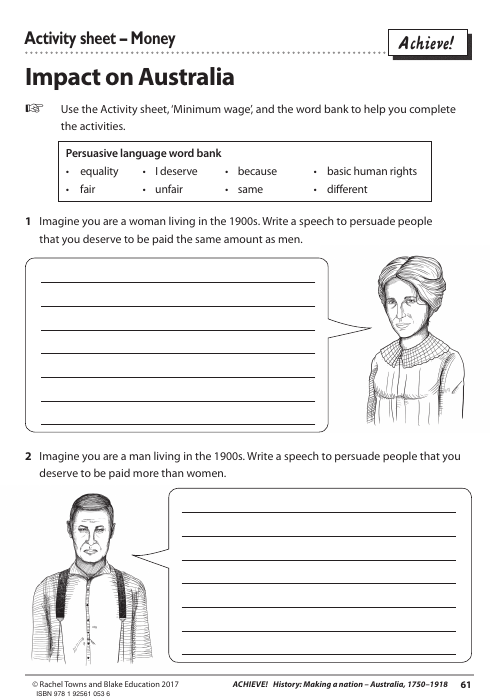 Activity sheet – Money
Achieve!
Impact on Australia
Use the Activity sheet, ‘Minimum wage’, and the word bank to help you complete
the activities.
Persuasive language word bank
• equality • I deserve • because • basic human rights
• fair • unfair • same • different
1 Imagine you are a woman living in the 1900s. Write a speech to persuade people
that you deserve to be paid the same amount as men.
2 Imagine you are a man living in the 1900s. Write a speech to persuade people that you
deserve to be paid more than women.
© Rachel Towns and Blake Education 2017 ACHIEVE! History: Making a nation – Australia, 1750–1918 61
ISBN 978 1 92561 053 6